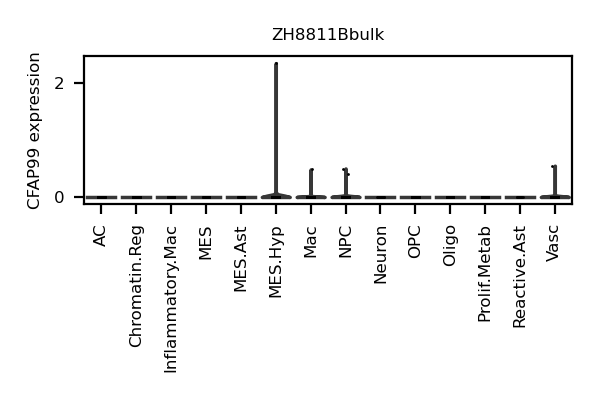 ZH8811Bbulk
CFAP99 expression
2
0
AC
Chromatin.Reg
Inflammatory.Mac
MES
MES.Ast
MES.Hyp
Mac
NPC
Neuron
OPC
Oligo
Prolif.Metab
Reactive.Ast
Vasc